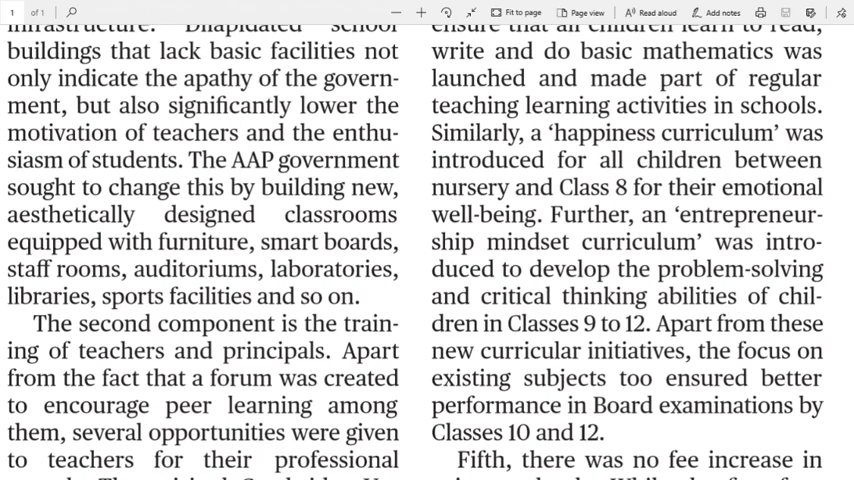 1 of 1
Fit to page
Page view
Read aloud
Add notes
infrastructure. Dilapidated school
buildings that lack basic facilities not
only indicate the apathy of the govern-
ment, but also significantly lower the
motivation of teachers and the enthu-
siasm of students. The AAP government
sought to change this by building new,
aesthetically designed classrooms
equipped with furniture, smart boards,
staff rooms, auditoriums, laboratories,
libraries, sports facilities and so on.
The second component is the train-
ing of teachers and principals. Apart
from the fact that a forum was created
to encourage peer learning among
them, several opportunities were given
to teachers for their professional
ensure that all children learn to read,
write and do basic mathematics was
launched and made part of regular
teaching learning activities in schools.
Similarly, a ‘happiness curriculum’ was
introduced for all children between
nursery and Class 8 for their emotional
well-being. Further, an ‘entrepreneur-
ship mindset curriculum’ was intro-
duced to develop the problem-solving
and critical thinking abilities of chil-
dren in Classes 9 to 12. Apart from these
new curricular initiatives, the focus on
existing subjects too ensured better
performance in Board examinations by
Classes 10 and 12.
Fifth, there was no fee increase in